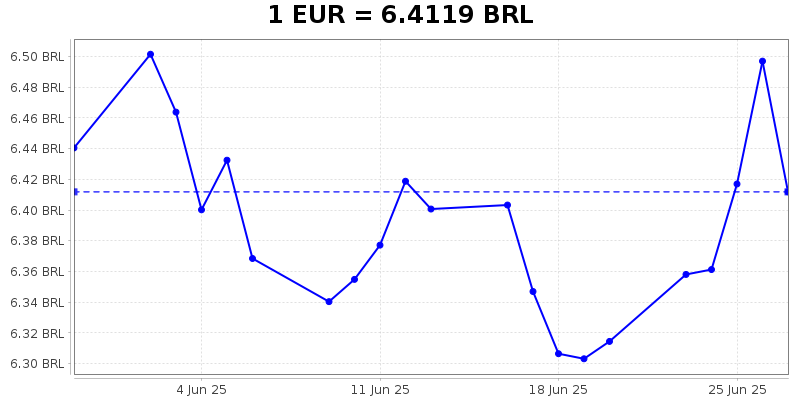 1 EUR = 6.4119 BRL
6.50 BRL
6.48 BRL
6.46 BRL
6.44 BRL
6.42 BRL
6.40 BRL
6.38 BRL
6.36 BRL
6.34 BRL
6.32 BRL
6.30 BRL
4 Jun 25
11 Jun 25
18 Jun 25
25 Jun 25